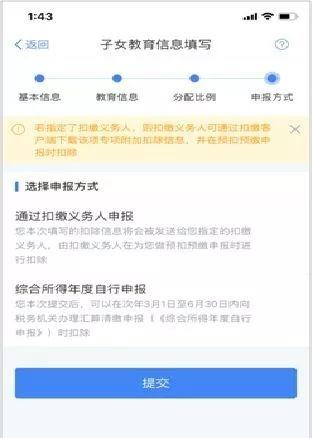 1:43
返回
子女教育信息填写
基本信息 教育信息 分配比例 申报方式
若指定了扣缴义务人，则扣缴义务人可通过扣缴客
户端下载该项专项附加扣除信息，并在预扣预缴申
报时扣除
选择申报方式
通过扣缴义务人申报
您本次填写的扣除信息将会被发送给您指定的扣缴
义务人，由扣缴义务人在为您做预扣预缴申报时进
行扣除
综合所得年度自行申报
您本次提交后，可以在次年3月1日至6月30日内向
税务机关办理汇算清缴申报（《综合所得年度自行
申报》）时扣除
提交